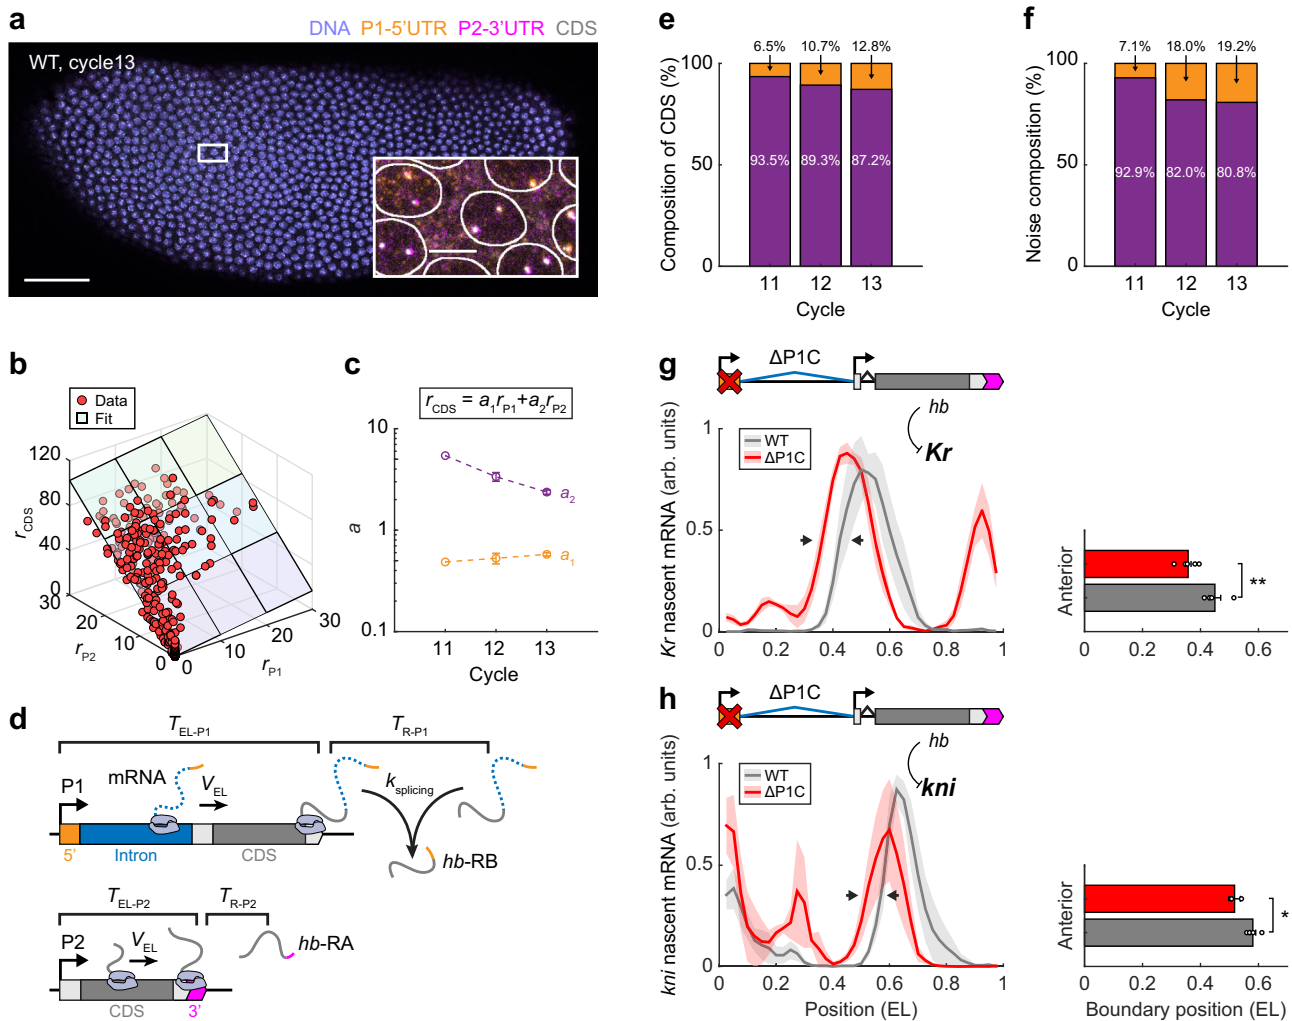 a
DNA P1-5'UTR P2-3'UTR CDS
WT, cycle13
b
Data
Fit
120
80
40
0
30
20
10
0
0
10
20
30
r_CDS
r_P2
r_P1
c
r_CDS = a_1r_P1+a_2r_P2
10
1
0.1
a
a_2
a_1
11 12 13
Cycle
d
T_EL-P1
T_R-P1
P1
mRNA
V_EL
k_splicing
5' Intron CDS
hb-RB
T_EL-P2
T_R-P2
P2
V_EL
hb-RA
CDS 3'
e
6.5% 10.7% 12.8%
100
50
0
Composition of CDS (%)
93.5% 89.3% 87.2%
11 12 13
Cycle
f
7.1% 18.0% 19.2%
100
50
0
Noise composition (%)
92.9% 82.0% 80.8%
11 12 13
Cycle
g
ΔP1C
hb
Kr
WT
ΔP1C
1
0.5
0
Kr nascent mRNA (arb. units)
0 0.2 0.4 0.6 0.8 1
Anterior
**
0 0.2 0.4 0.6
h
ΔP1C
hb
kni
WT
ΔP1C
1
0.5
0
kni nascent mRNA (arb. units)
0 0.2 0.4 0.6 0.8 1
Position (EL)
Anterior
*
0 0.2 0.4 0.6
Boundary position (EL)